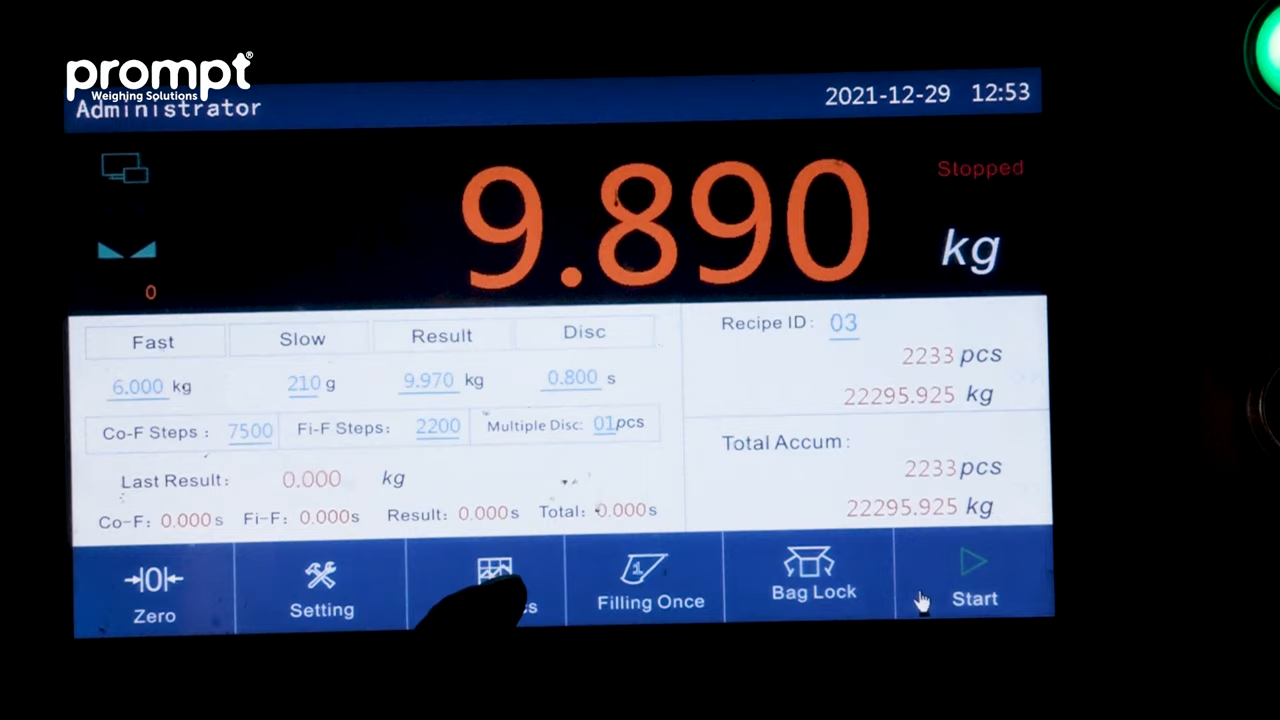 prompt®
Weighing Solutions
Administrator
2021-12-29 12:53
Stopped
9.890 kg
0
Fast Slow Result Disc
6.000 kg 210 g 9.970 kg 0.800 s
Co-F Steps : 7500 Fi-F Steps: 2200 Multiple Disc: 01pcs
Last Result: 0.000 kg
Co-F: 0.000s Fi-F: 0.000s Result: 0.000s Total: 0.000s
Recipe ID: 03
2233 pcs
22295.925 kg
Total Accum:
2233 pcs
22295.925 kg
→|0|← 
Zero
Setting
1
Filling Once
Bag Lock
Start